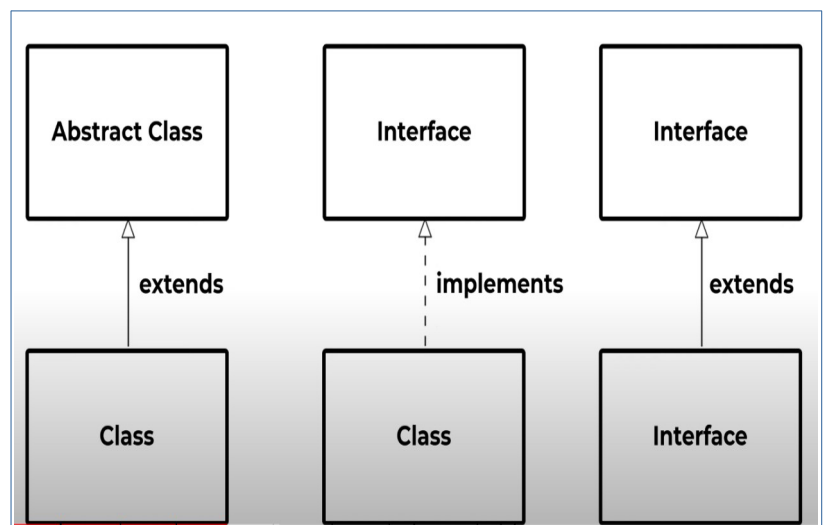 Abstract Class
Interface
Interface
extends
implements
extends
Class
Class
Interface